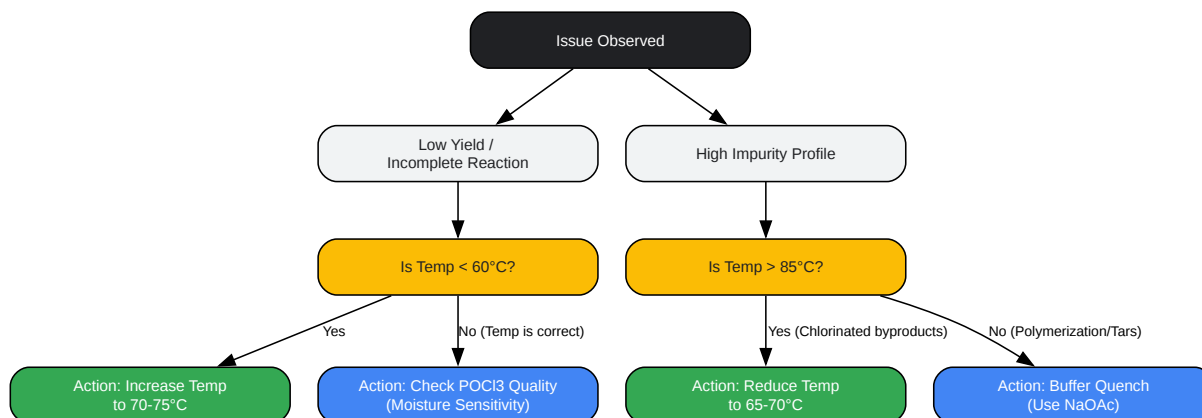 Issue Observed
Low Yield /
Incomplete Reaction
High Impurity Profile
Is Temp < 60°C?
Is Temp > 85°C?
Yes
No (Temp is correct)
Yes (Chlorinated byproducts)
No (Polymerization/Tars)
Action: Increase Temp
to 70-75°C
Action: Check POCl3 Quality
(Moisture Sensitivity)
Action: Reduce Temp
to 65-70°C
Action: Buffer Quench
(Use NaOAc)